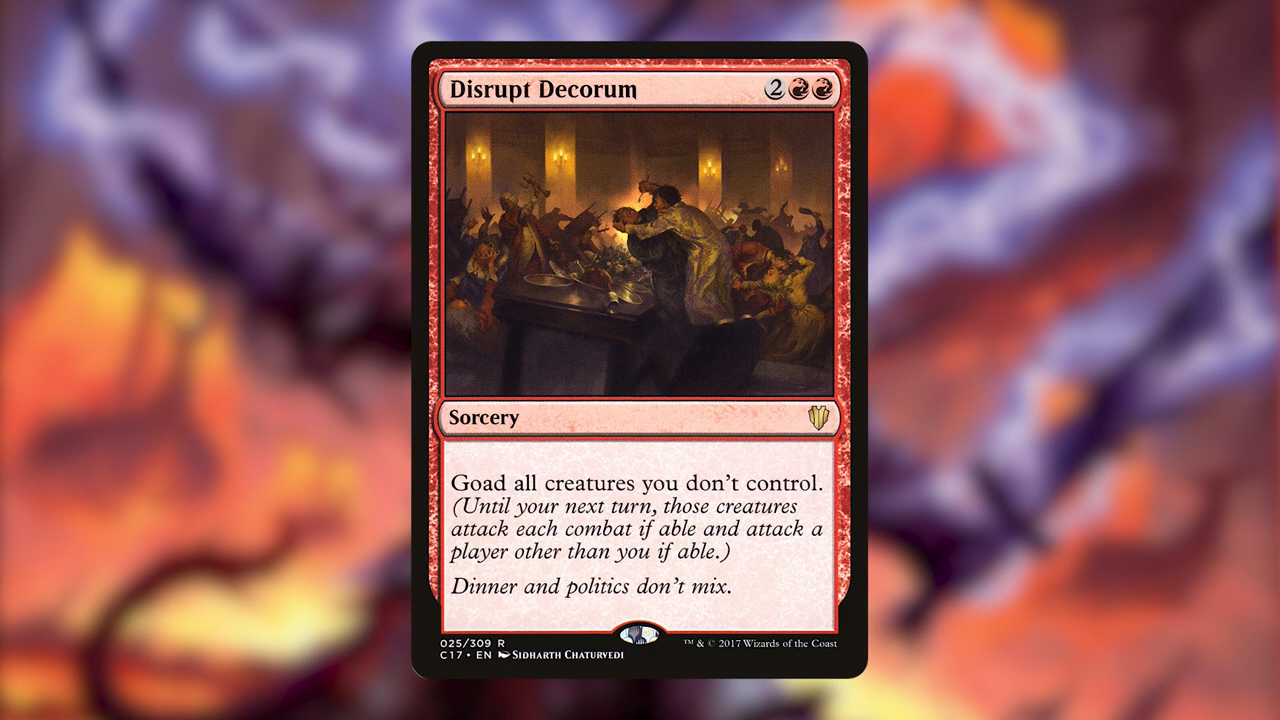 Disrupt Decorum 2
Sorcery
Goad all creatures you don't control.
(Until your next turn, those creatures
attack each combat if able and attack a
player other than you if able.)
Dinner and politics don't mix.
025/309 R
C17 • EN Sidharth Chaturvedi
™ & © 2017 Wizards of the Coast